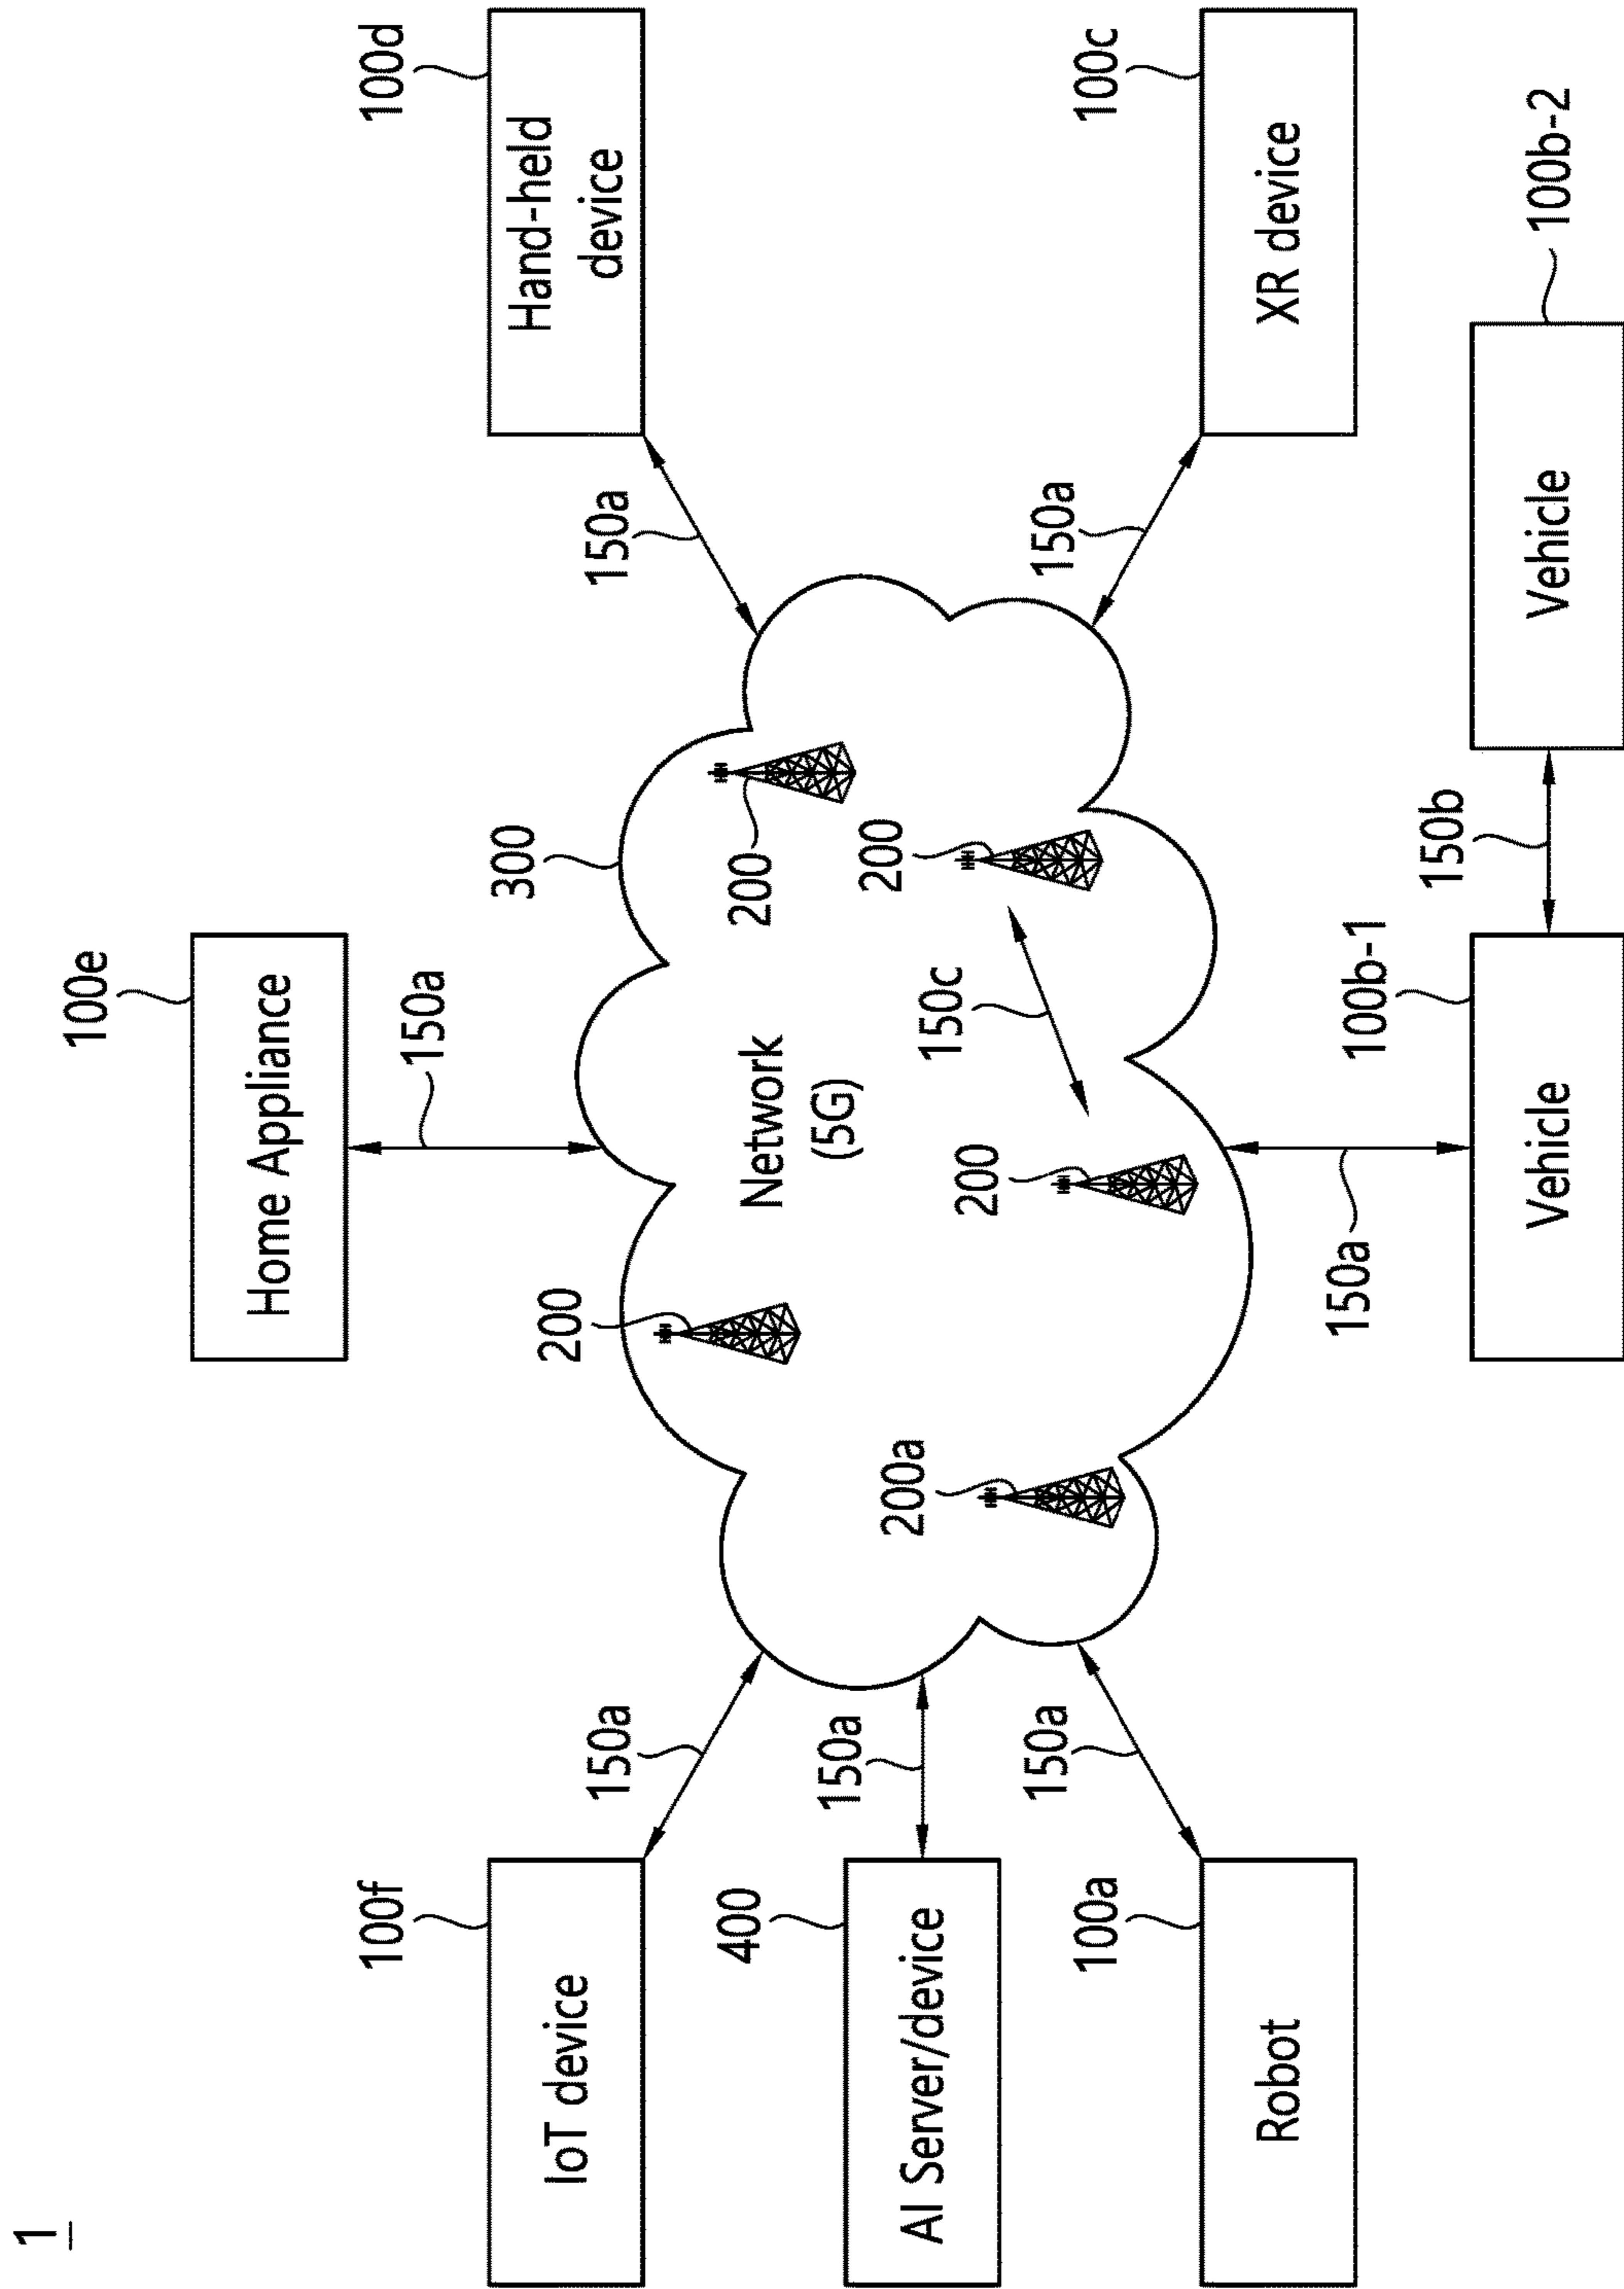 1
100e
Home Appliance
150a
100f
IoT device
150a
300
100d
Hand-held
device
150a
200
Network
(5G)
200
400
AI Server/device
150a
200a
200
150c
200
100a
Robot
150a
150a
100c
XR device
150a
100b-1
Vehicle
150b
100b-2
Vehicle